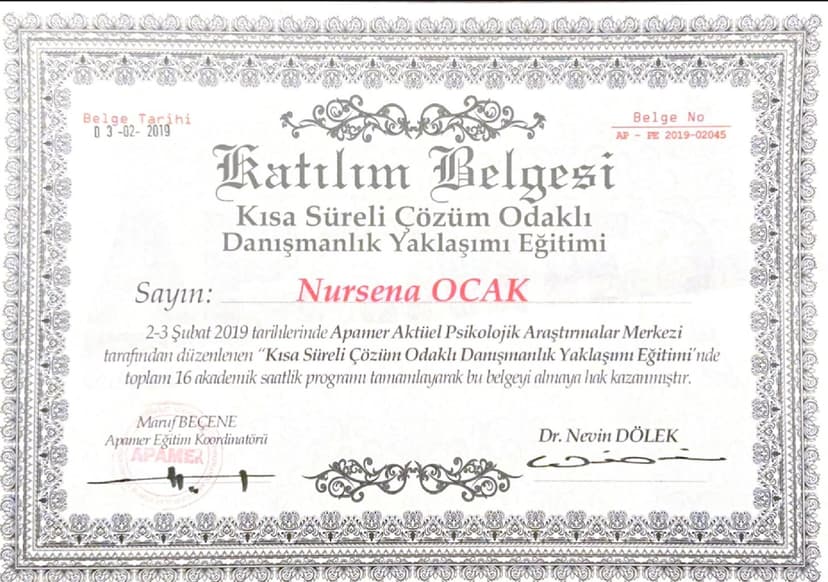 Belge Tarihi
03-02-2019
Belge No
AP - PE 2019-02045
Katılım Belgesi
Kısa Süreli Çözüm Odaklı
Danışmanlık Yaklaşımı Eğitimi
Sayın: Nursena OCAK
2-3 Şubat 2019 tarihlerinde Apamer Aktüel Psikolojik Araştırmalar Merkezi
tarafından düzenlenen “Kısa Süreli Çözüm Odaklı Danışmanlık Yaklaşımı Eğitimi’nde
toplam 16 akademik saatlik programı tamamlayarak bu belgeyi almaya hak kazanmıştır.
Maruf BEÇENE
Apamer Eğitim Koordinatörü
APAMER
Dr. Nevin DÖLEK